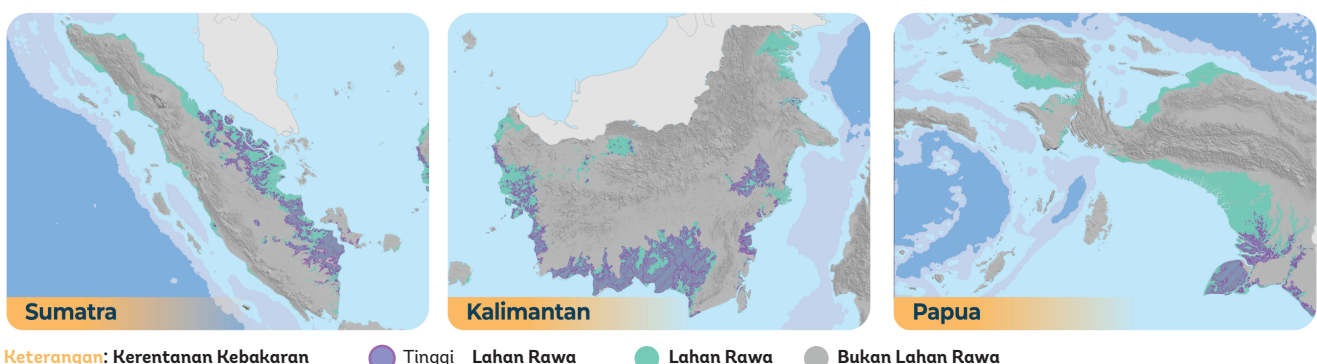 Sumatra
Kalimantan
Papua
Keterangan: Kerentanan Kebakaran Tinggi Lahan Rawa Lahan Rawa Bukan Lahan Rawa